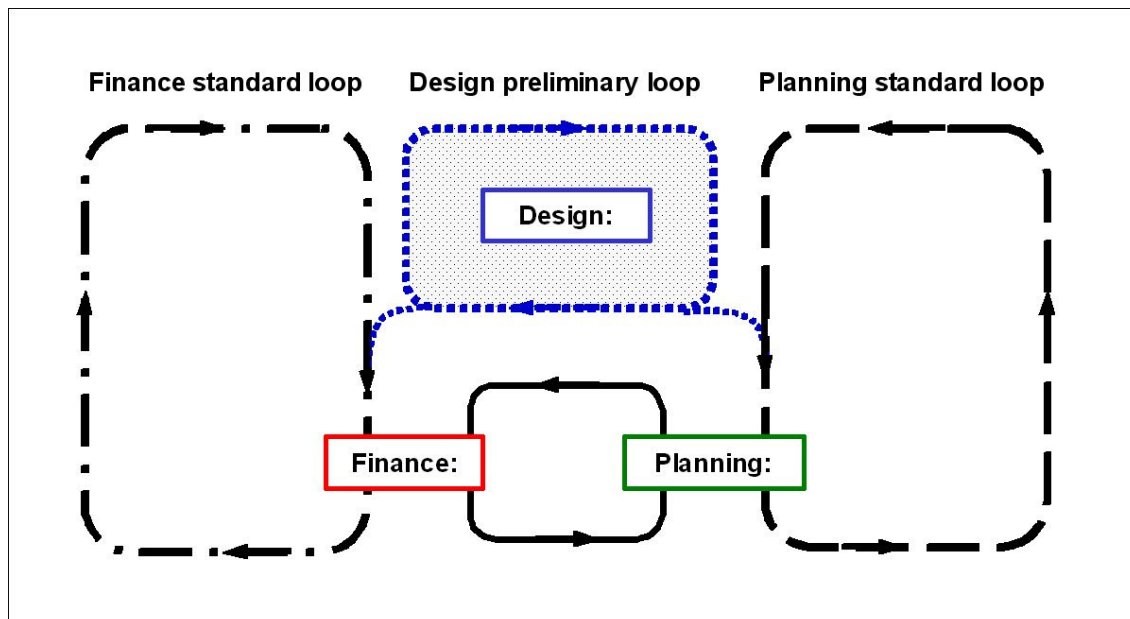 Finance standard loop
Design preliminary loop
Planning standard loop
Design:
Finance:
Planning: